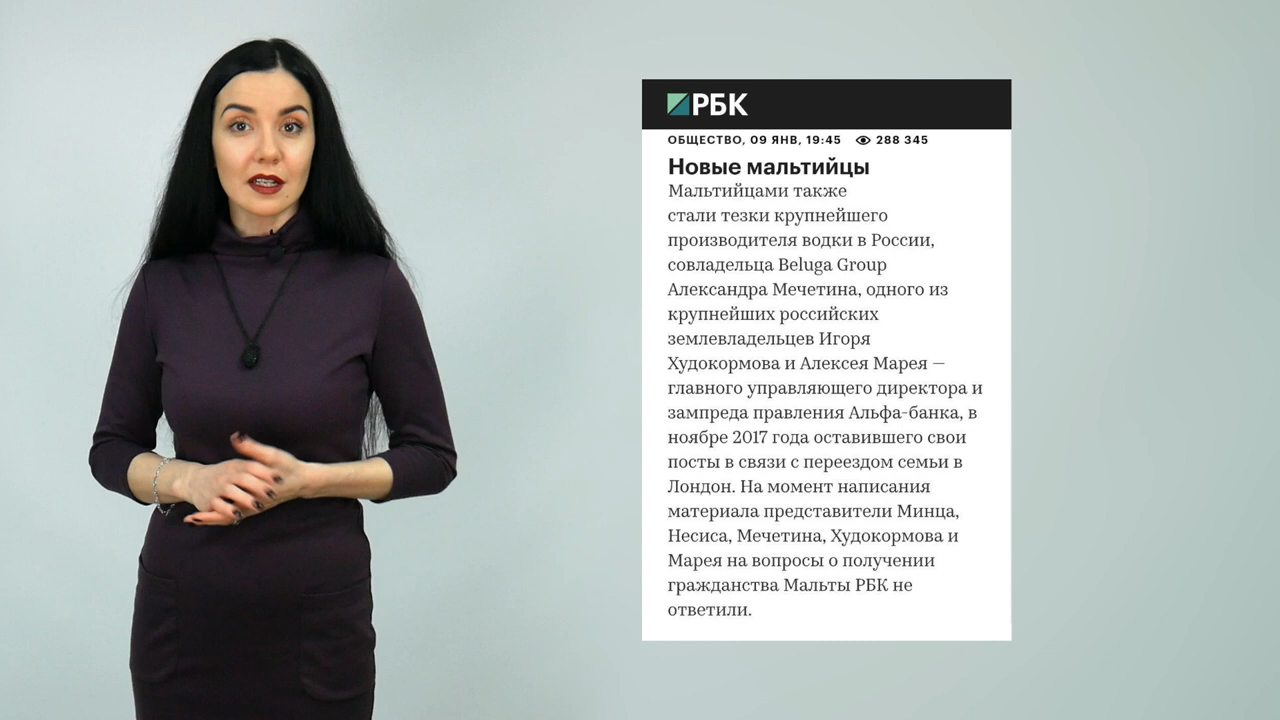 РБК
ОБЩЕСТВО, 09 ЯНВ, 19:45 288 345
Новые мальтийцы
Мальтийцами также
стали тезки крупнейшего
производителя водки в России,
совладельца Beluga Group
Александра Мечетина, одного из
крупнейших российских
землевладельцев Игоря
Худокормова и Алексея Марея —
главного управляющего директора и
зампреда правления Альфа-банка, в
ноябре 2017 года оставившего свои
посты в связи с переездом семьи в
Лондон. На момент написания
материала представители Минца,
Несиса, Мечетина, Худокормова и
Марея на вопросы о получении
гражданства Мальты РБК не
ответили.